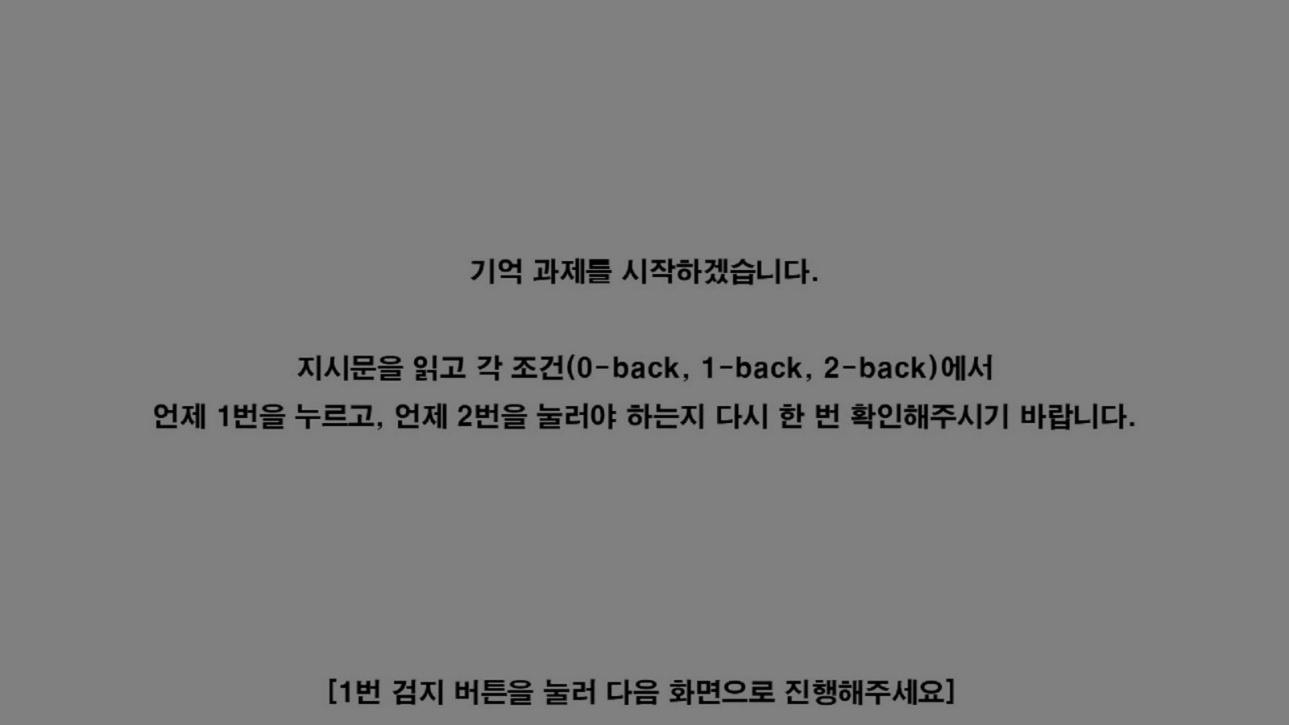 기억 과제를 시작하겠습니다.
지시문을 읽고 각 조건(0-back, 1-back, 2-back)에서
언제 1번을 누르고, 언제 2번을 눌러야 하는지 다시 한 번 확인해주시기 바랍니다.
[1번 검지 버튼을 눌러 다음 화면으로 진행해주세요]